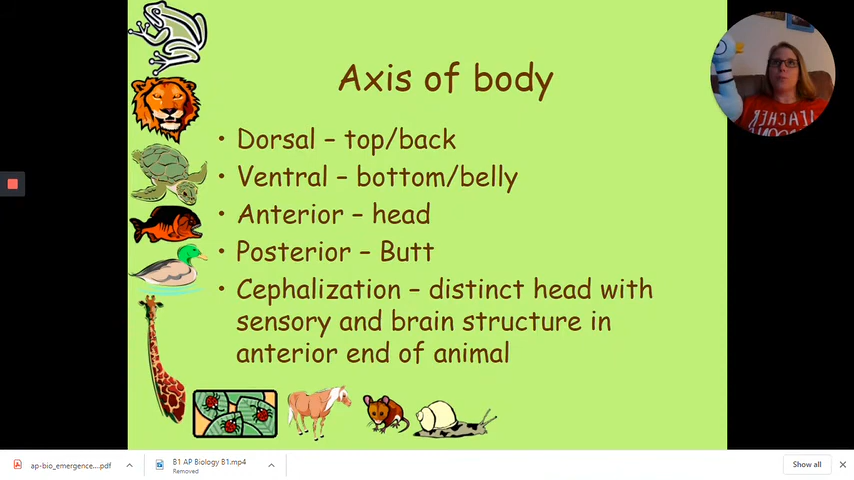 Axis of body
• Dorsal – top/back
• Ventral – bottom/belly
• Anterior – head
• Posterior – Butt
• Cephalization – distinct head with
sensory and brain structure in
anterior end of animal
TEACHER
ap-bio_emergence....pdf
B1 AP Biology B1.mp4
Removed
Show all